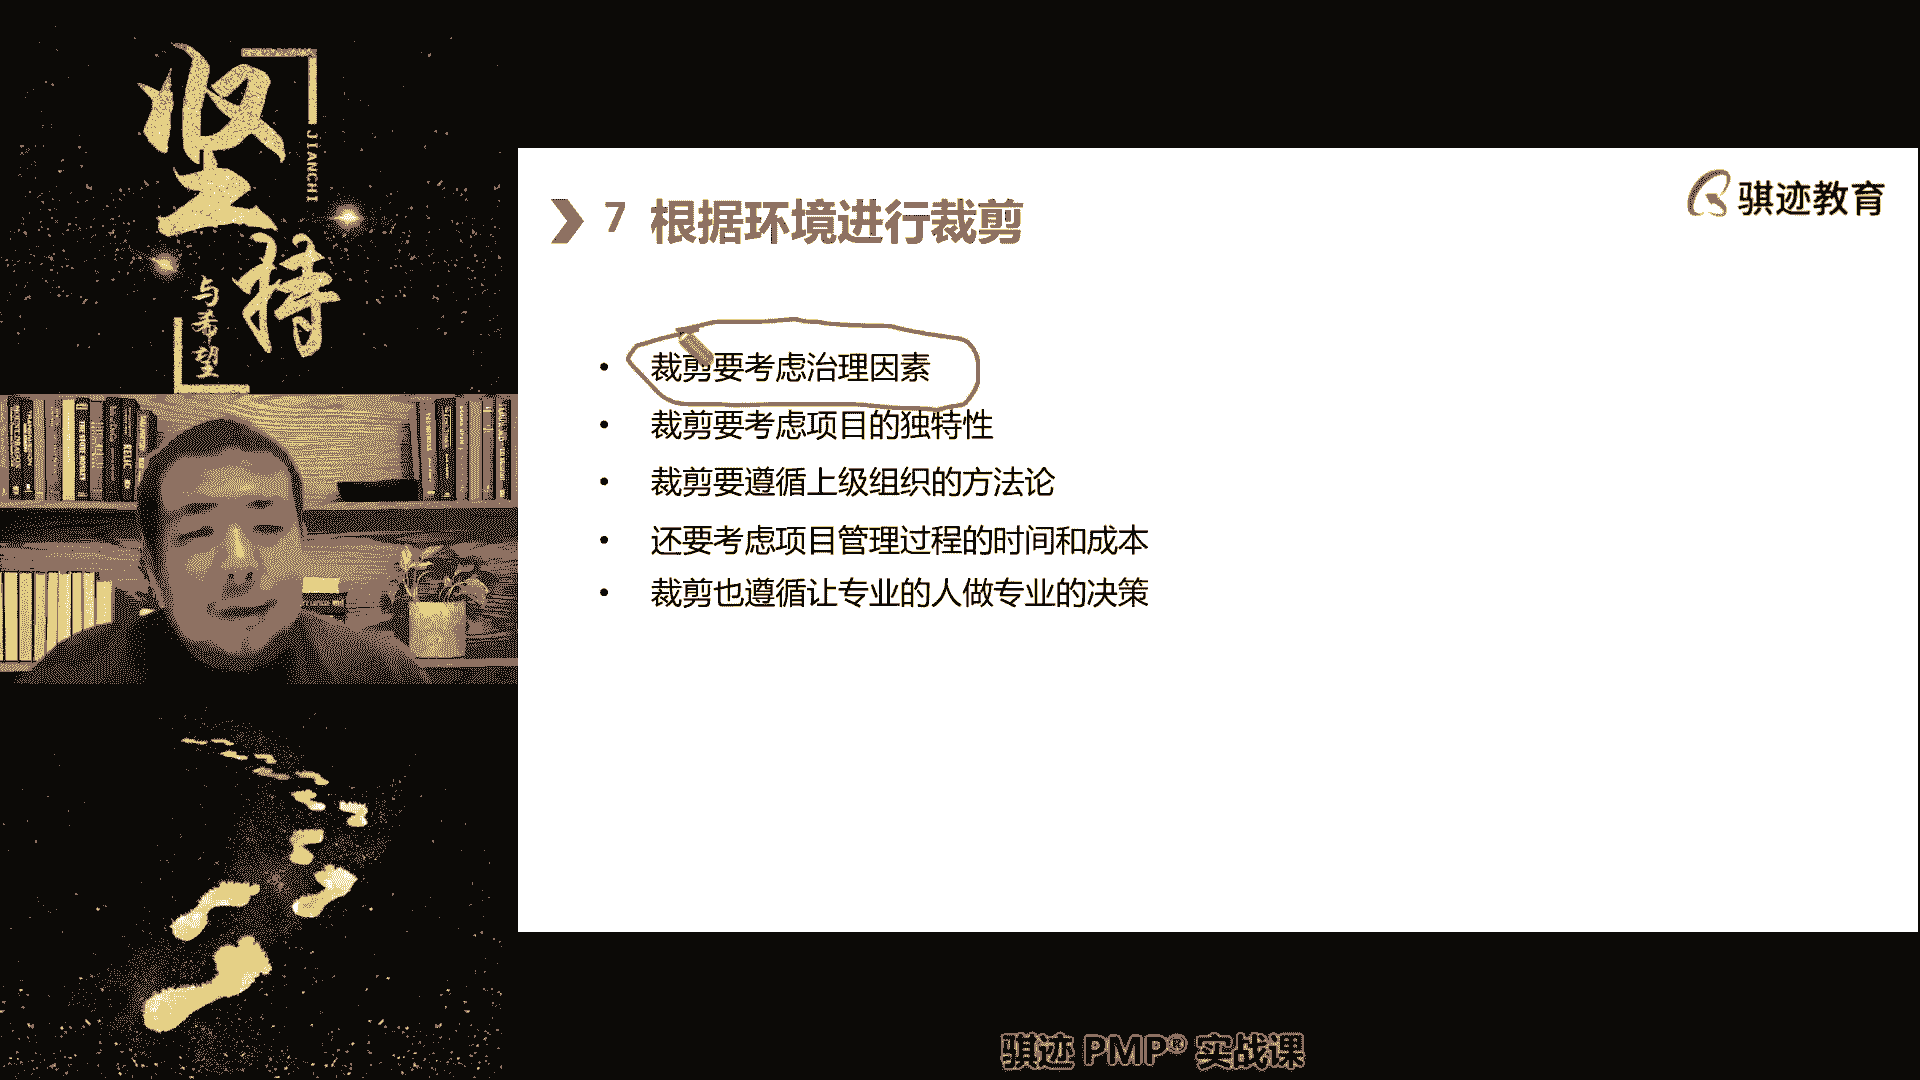 坚持
JIANCHI
与希望
骐迹教育
7 根据环境进行裁剪
• 裁剪要考虑治理因素
• 裁剪要考虑项目的独特性
• 裁剪要遵循上级组织的方法论
• 还要考虑项目管理过程的时间和成本
• 裁剪也遵循让专业的人做专业的决策
骐迹 PMP® 实战课